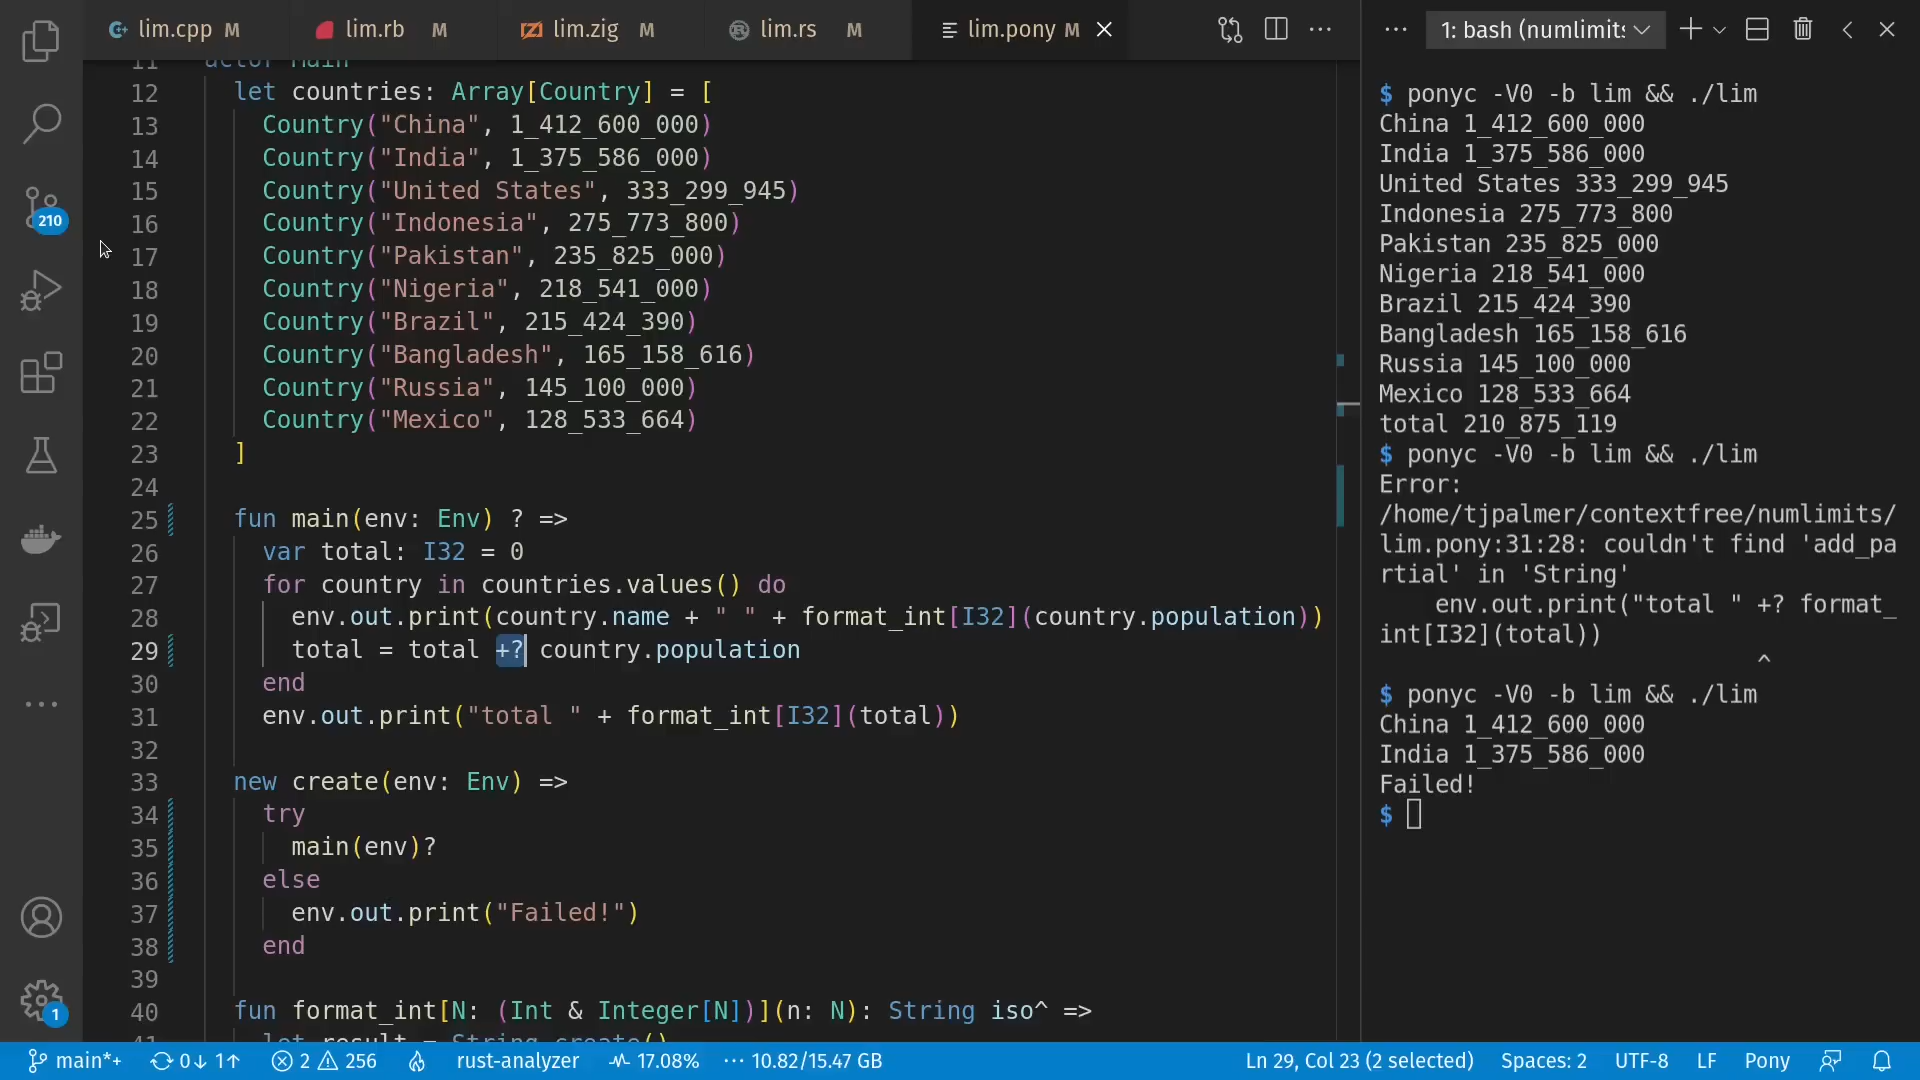 lim.cpp M lim.rb M lim.zig M lim.rs M lim.pony M
11 actor Main
12 let countries: Array[Country] = [
13 Country("China", 1_412_600_000)
14 Country("India", 1_375_586_000)
15 Country("United States", 333_299_945)
16 Country("Indonesia", 275_773_800)
17 Country("Pakistan", 235_825_000)
18 Country("Nigeria", 218_541_000)
19 Country("Brazil", 215_424_390)
20 Country("Bangladesh", 165_158_616)
21 Country("Russia", 145_100_000)
22 Country("Mexico", 128_533_664)
23 ]
24
25 fun main(env: Env) ? =>
26 var total: I32 = 0
27 for country in countries.values() do
28 env.out.print(country.name + " " + format_int[I32](country.population))
29 total = total +? country.population
30 end
31 env.out.print("total " + format_int[I32](total))
32
33 new create(env: Env) =>
34 try
35 main(env)?
36 else
37 env.out.print("Failed!")
38 end
39
40 fun format_int[N: (Int & Integer[N])](n: N): String iso^ =>
41 let result = String.create()
210
1
1: bash (numlimits
$ ponyc -V0 -b lim && ./lim
China 1_412_600_000
India 1_375_586_000
United States 333_299_945
Indonesia 275_773_800
Pakistan 235_825_000
Nigeria 218_541_000
Brazil 215_424_390
Bangladesh 165_158_616
Russia 145_100_000
Mexico 128_533_664
total 210_875_119
$ ponyc -V0 -b lim && ./lim
Error:
/home/tjpalmer/contextfree/numlimits/
lim.pony:31:28: couldn't find 'add_pa
rtial' in 'String'
env.out.print("total " +? format_
int[I32](total))
^
$ ponyc -V0 -b lim && ./lim
China 1_412_600_000
India 1_375_586_000
Failed!
$
main*+ 0↓ 1↑ 2 256 rust-analyzer 17.08% 10.82/15.47 GB Ln 29, Col 23 (2 selected) Spaces: 2 UTF-8 LF Pony